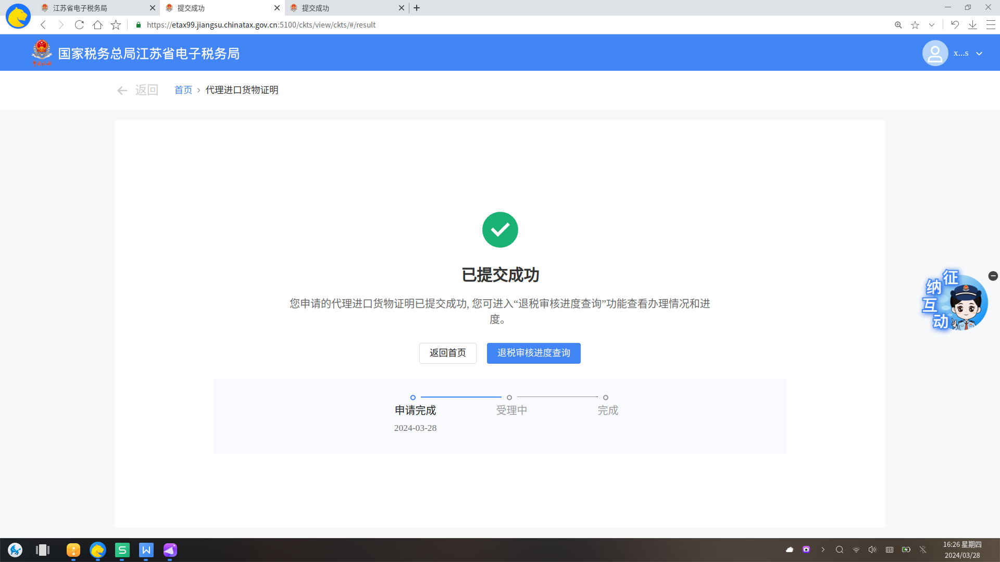 江苏省电子税务局
提交成功
提交成功
https://etax99.jiangsu.chinatax.gov.cn:5100/ckts/view/ckts/#/result
国家税务总局江苏省电子税务局
x...s
返回
首页 > 代理进口货物证明
已提交成功
您申请的代理进口货物证明已提交成功, 您可进入“退税审核进度查询”功能查看办理情况和进
度。
返回首页
退税审核进度查询
申请完成
受理中
完成
2024-03-28
征
纳
互
动
16:26 星期四
2024/03/28